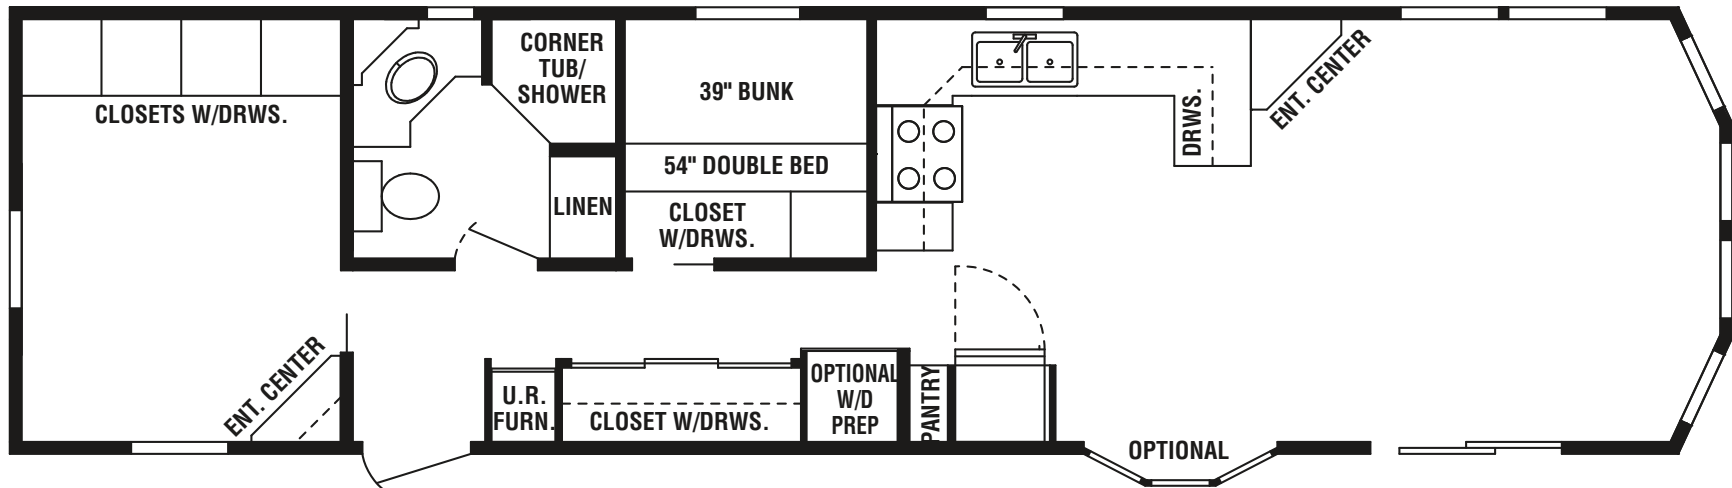 CLOSETS W/DRWS.
CORNER
TUB/
SHOWER
LINEN
39" BUNK
54" DOUBLE BED
CLOSET
W/DRWS.
DRWS.
ENT. CENTER
ENT. CENTER
U.R.
FURN.
CLOSET W/DRWS.
OPTIONAL
W/D
PREP
PANTRY
OPTIONAL